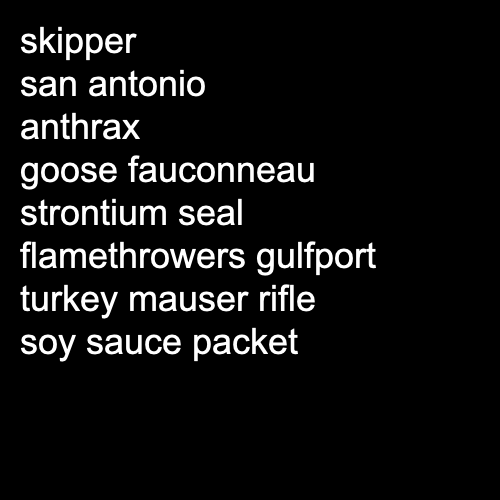 skipper
san antonio
anthrax
goose fauconneau
strontium seal
flamethrowers gulfport
turkey mauser rifle
soy sauce packet